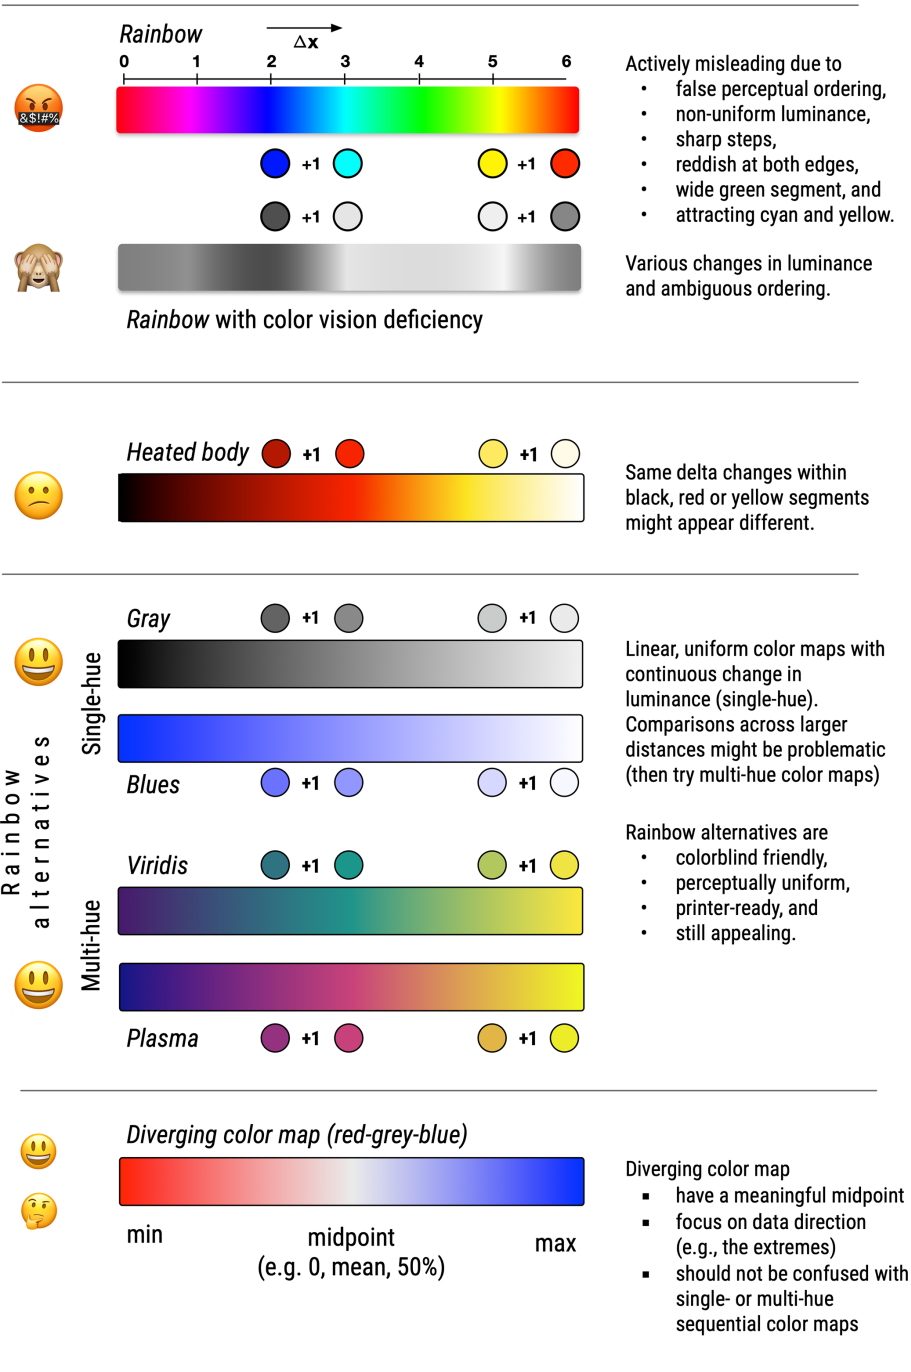 Rainbow
Δx
0 1 2 3 4 5 6
&$!#%
+1 +1
+1 +1
Rainbow with color vision deficiency
Actively misleading due to
• false perceptual ordering,
• non-uniform luminance,
• sharp steps,
• reddish at both edges,
• wide green segment, and
• attracting cyan and yellow.
Various changes in luminance
and ambiguous ordering.
Heated body +1 +1
Same delta changes within
black, red or yellow segments
might appear different.
Rainbow
alternatives
Single-hue
Gray +1 +1
Blues +1 +1
Linear, uniform color maps with
continuous change in
luminance (single-hue).
Comparisons across larger
distances might be problematic
(then try multi-hue color maps)
Multi-hue
Viridis +1 +1
Plasma +1 +1
Rainbow alternatives are
• colorblind friendly,
• perceptually uniform,
• printer-ready, and
• still appealing.
Diverging color map (red-grey-blue)
min
midpoint
(e.g. 0, mean, 50%)
max
Diverging color map
▪ have a meaningful midpoint
▪ focus on data direction
(e.g., the extremes)
▪ should not be confused with
single- or multi-hue
sequential color maps